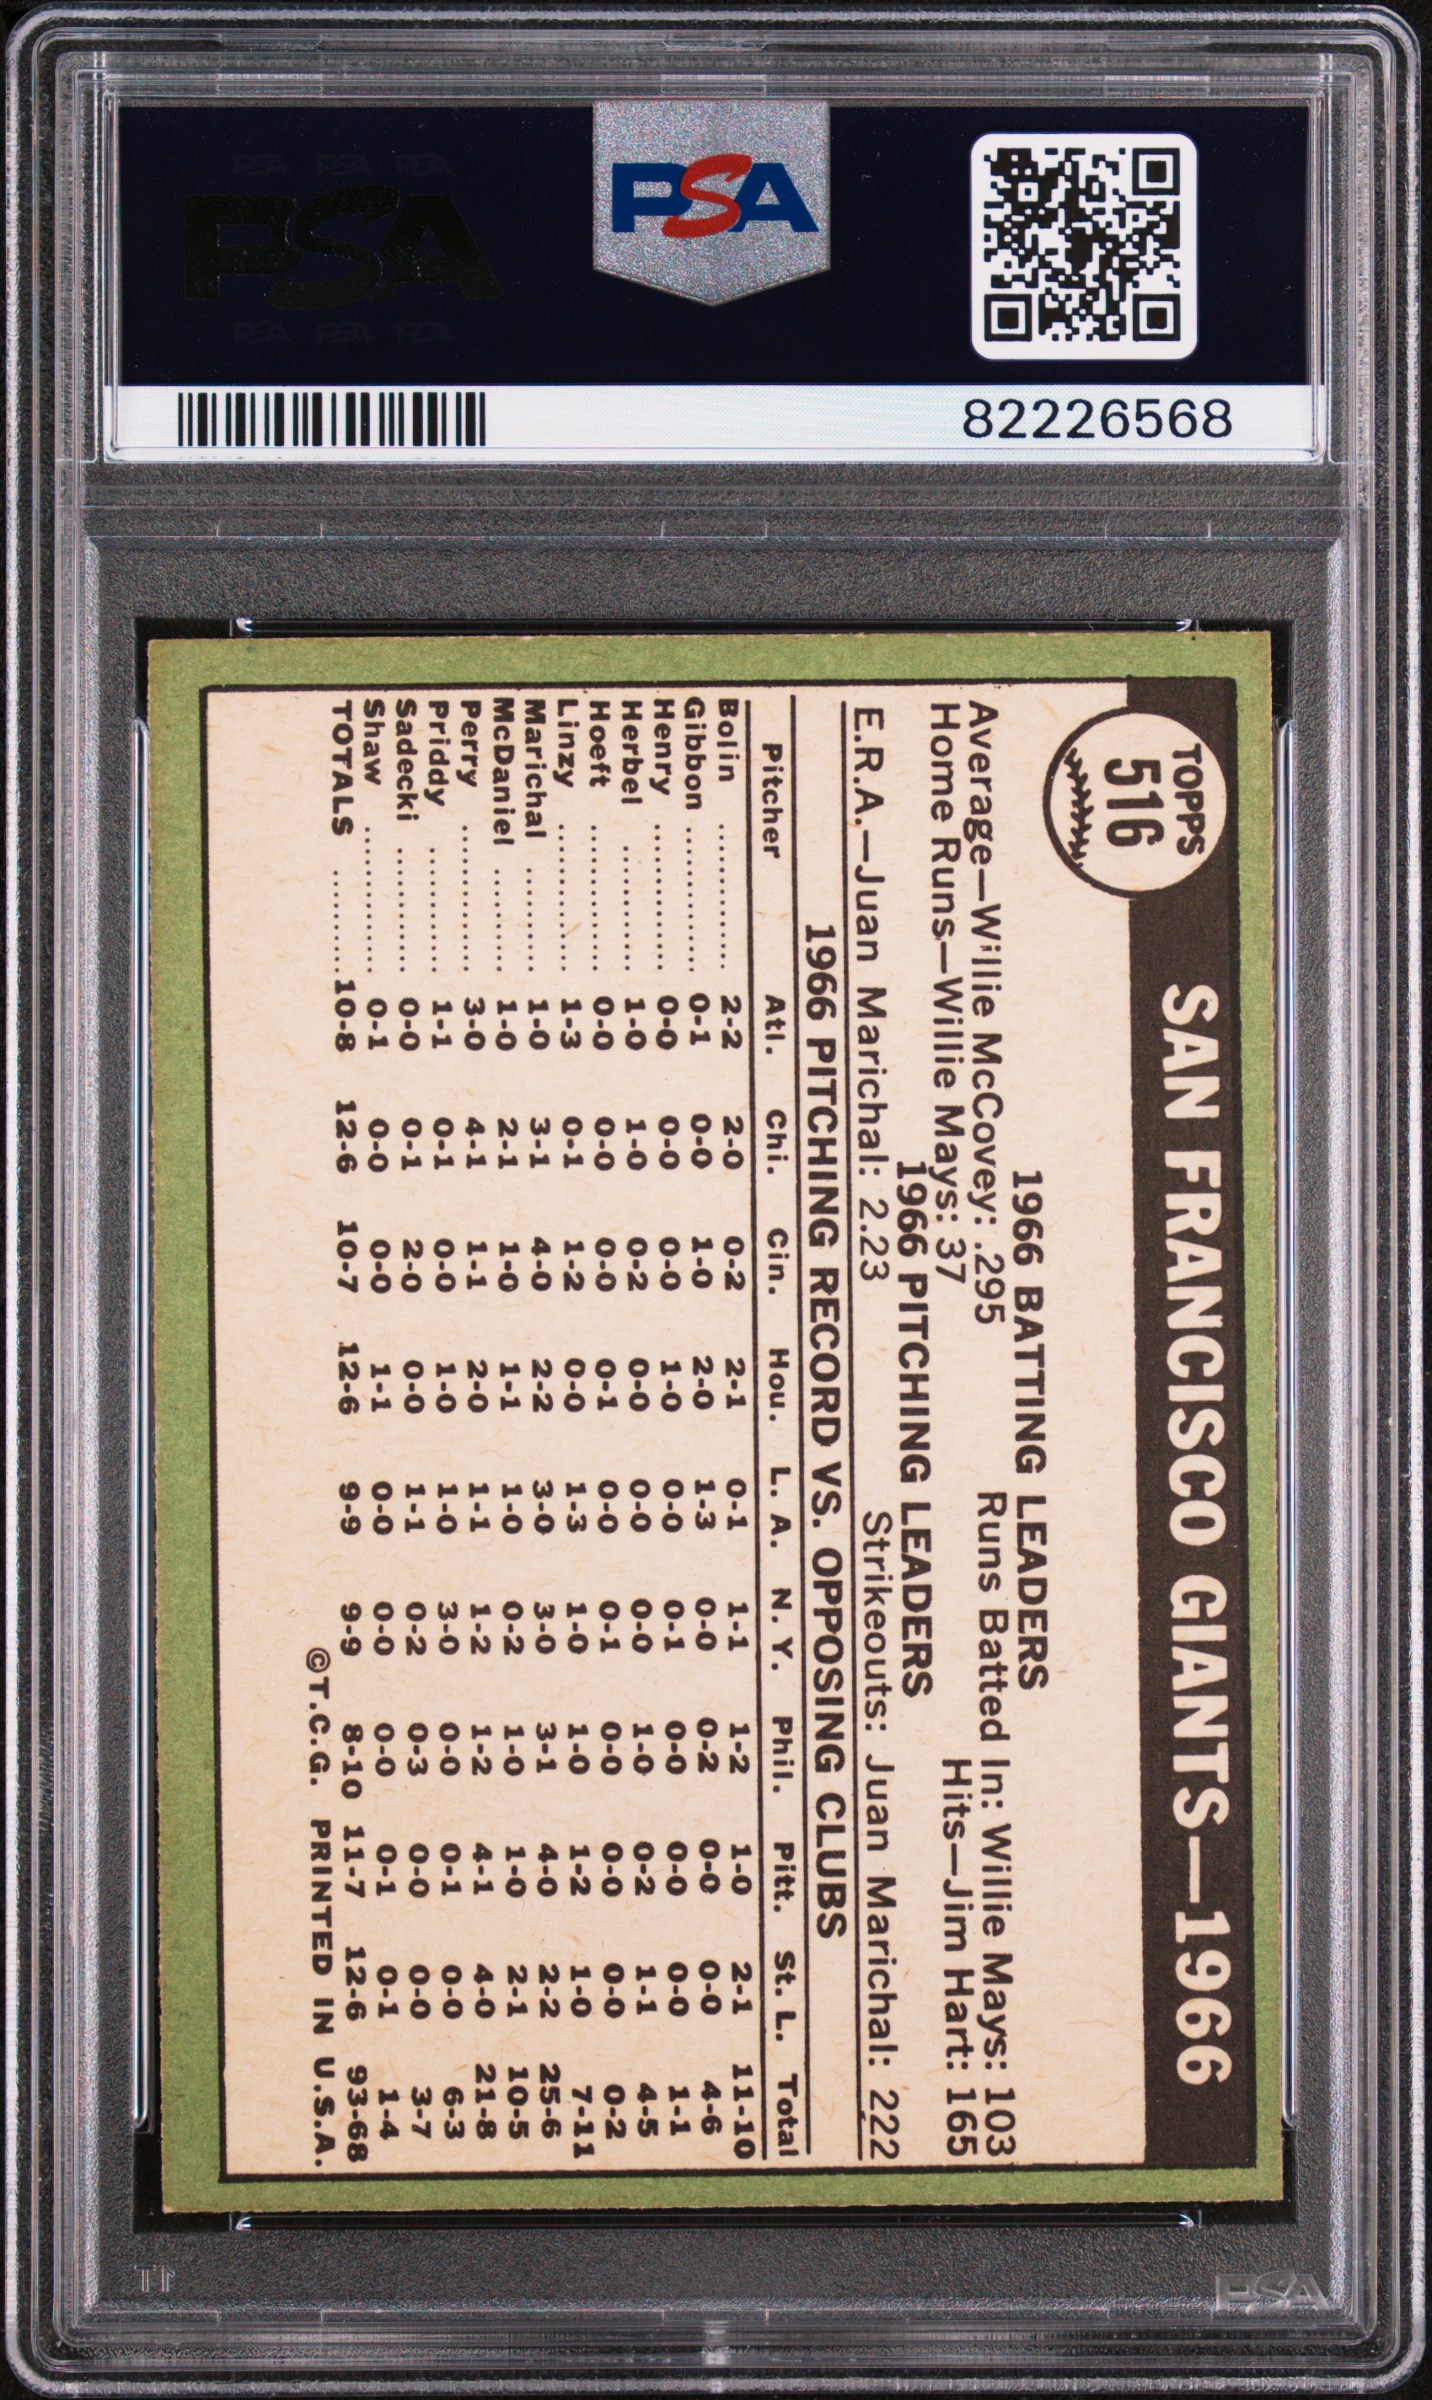 PSA
PSA
82226568
TOPPS
516
SAN FRANCISCO GIANTS—1966
1966 BATTING LEADERS
Average—Willie McCovey: .295 Runs Batted In: Willie Mays: 103
Home Runs—Willie Mays: 37 Hits—Jim Hart: 165
1966 PITCHING LEADERS
E.R.A.—Juan Marichal: 2.23 Strikeouts: Juan Marichal: 222
1966 PITCHING RECORD VS. OPPOSING CLUBS
Pitcher Atl. Chi. Cin. Hou. L. A. N. Y. Phil. Pitt. St. L. Total
Bolin 2-2 2-0 0-2 2-1 0-1 1-1 1-2 1-0 2-1 11-10
Gibbon 0-1 0-0 1-0 2-0 1-3 0-0 0-2 0-0 0-0 4-6
Henry 0-0 0-0 0-0 1-0 0-0 0-1 0-0 0-0 0-0 1-1
Herbel 1-0 1-0 0-2 0-0 0-0 0-0 1-0 0-2 1-1 4-5
Hoeft 0-0 0-0 0-0 0-1 0-0 0-1 0-0 0-0 0-0 0-2
Linzy 1-3 0-1 1-2 0-0 1-3 1-0 1-0 1-2 1-0 7-11
Marichal 1-0 3-1 4-0 2-2 3-0 3-0 3-1 4-0 2-2 25-6
McDaniel 1-0 2-1 1-0 1-1 1-0 0-2 1-0 1-0 2-1 10-5
Perry 3-0 4-1 1-1 2-0 1-1 1-2 1-2 4-1 4-0 21-8
Priddy 1-1 0-1 0-0 1-0 1-0 3-0 0-0 0-1 0-0 6-3
Sadecki 0-0 0-1 2-0 0-0 1-1 0-2 0-3 0-0 0-0 3-7
Shaw 0-1 0-0 0-0 1-1 0-0 0-0 0-0 0-1 0-1 1-4
TOTALS 10-8 12-6 10-7 12-6 9-9 9-9 8-10 11-7 12-6 93-68
©T.C.G. PRINTED IN U.S.A.
PSA